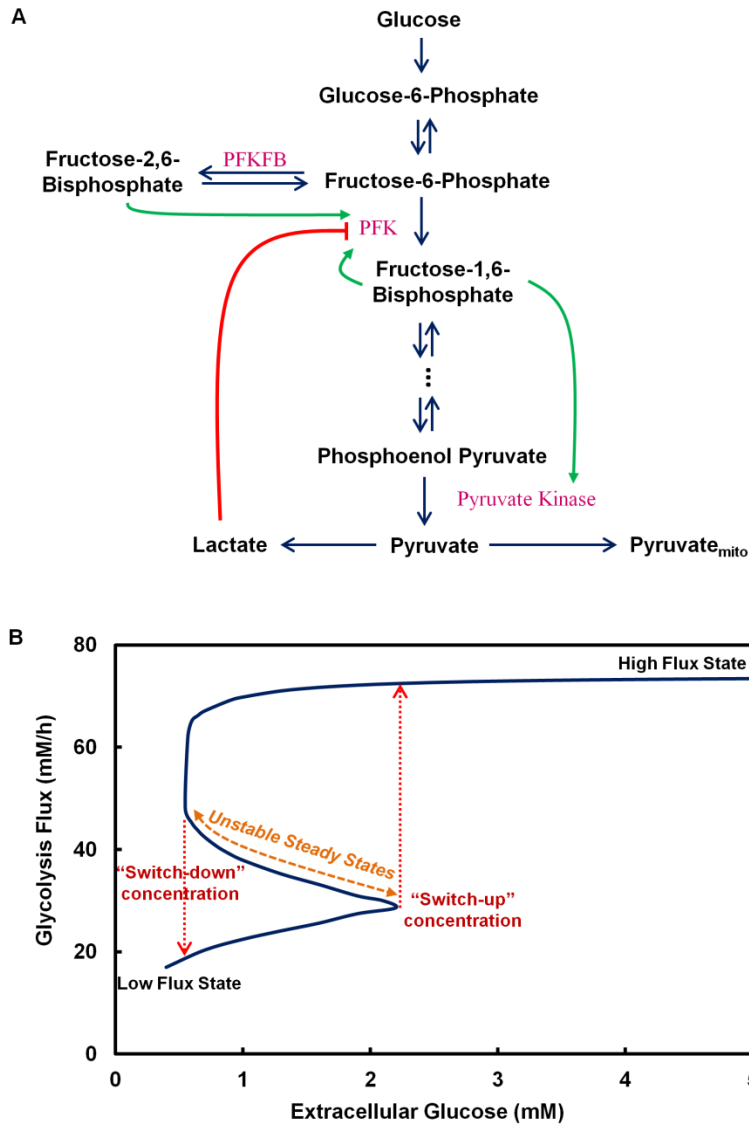 A
Glucose
Glucose-6-Phosphate
Fructose-2,6-
Bisphosphate
PFKFB
Fructose-6-Phosphate
PFK
Fructose-1,6-
Bisphosphate
...
Phosphoenol Pyruvate
Pyruvate Kinase
Lactate
Pyruvate
Pyruvatemito
B
80
High Flux State
60
Unstable Steady States
40
“Switch-down”
concentration
“Switch-up”
concentration
20
Low Flux State
0
Glycolysis Flux (mM/h)
0 1 2 3 4 5
Extracellular Glucose (mM)